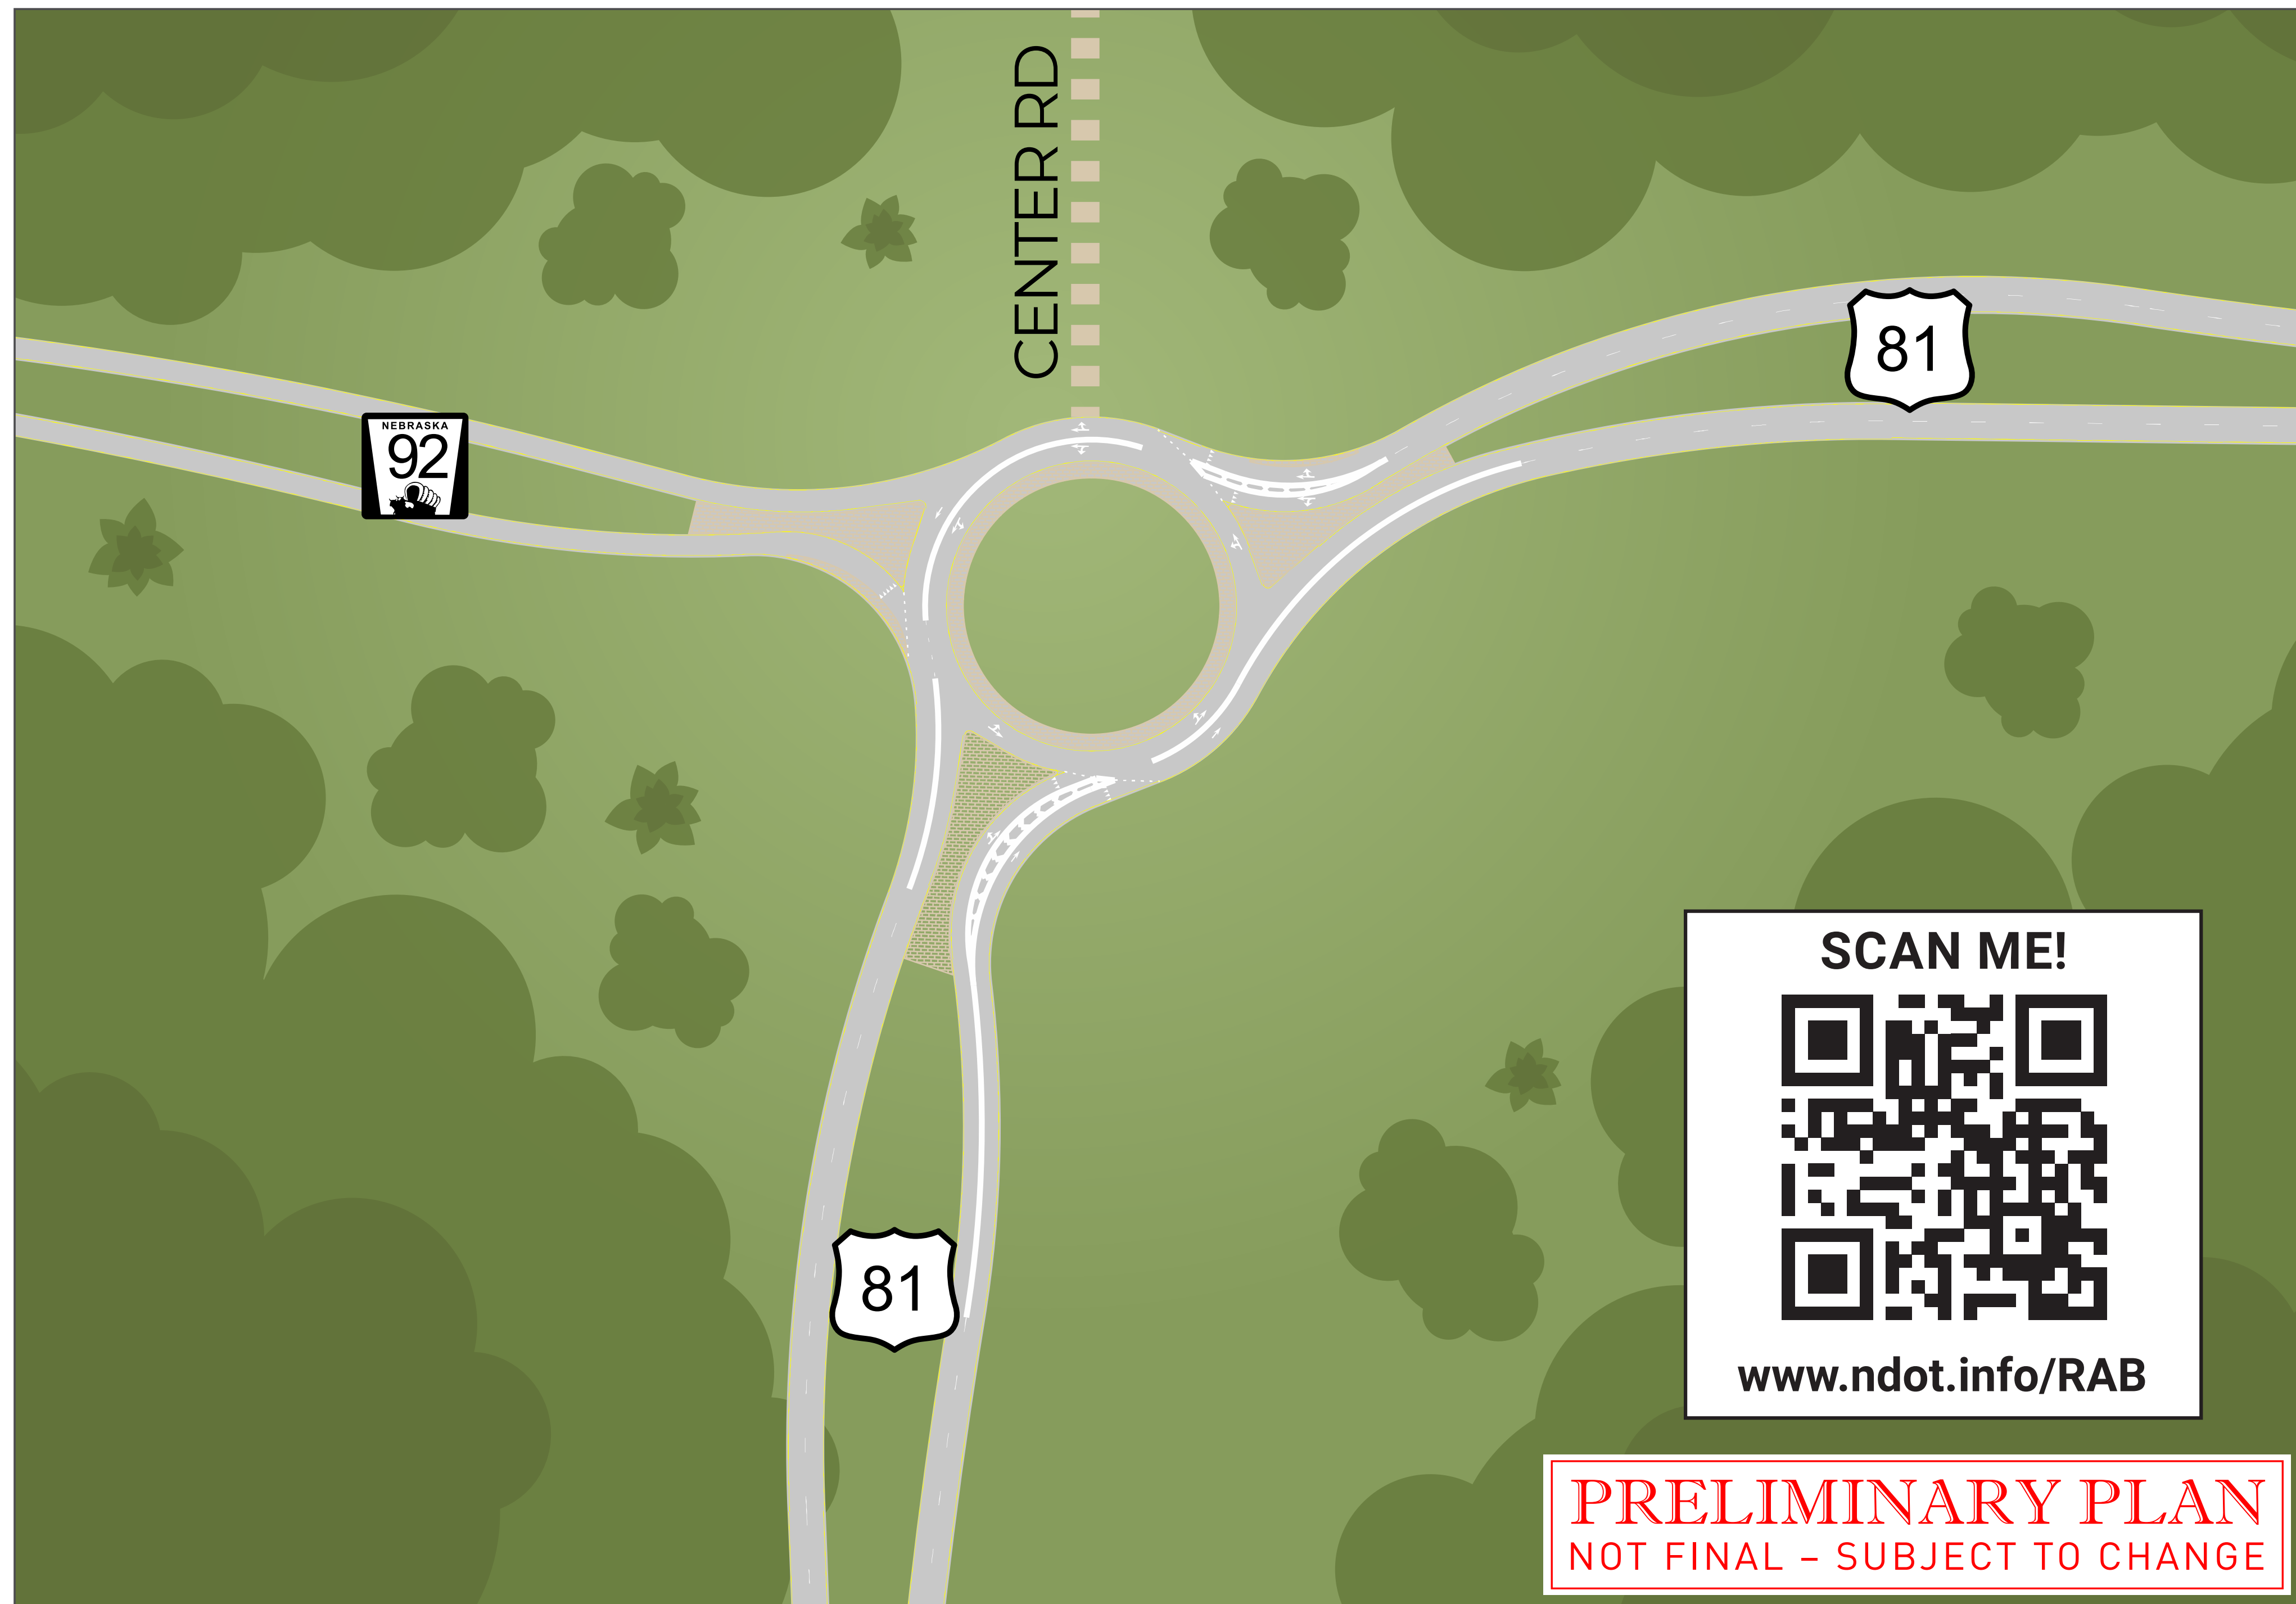 CENTER RD
81
NEBRASKA
92
81
SCAN ME!
www.ndot.info/RAB
PRELIMINARY PLAN
NOT FINAL – SUBJECT TO CHANGE